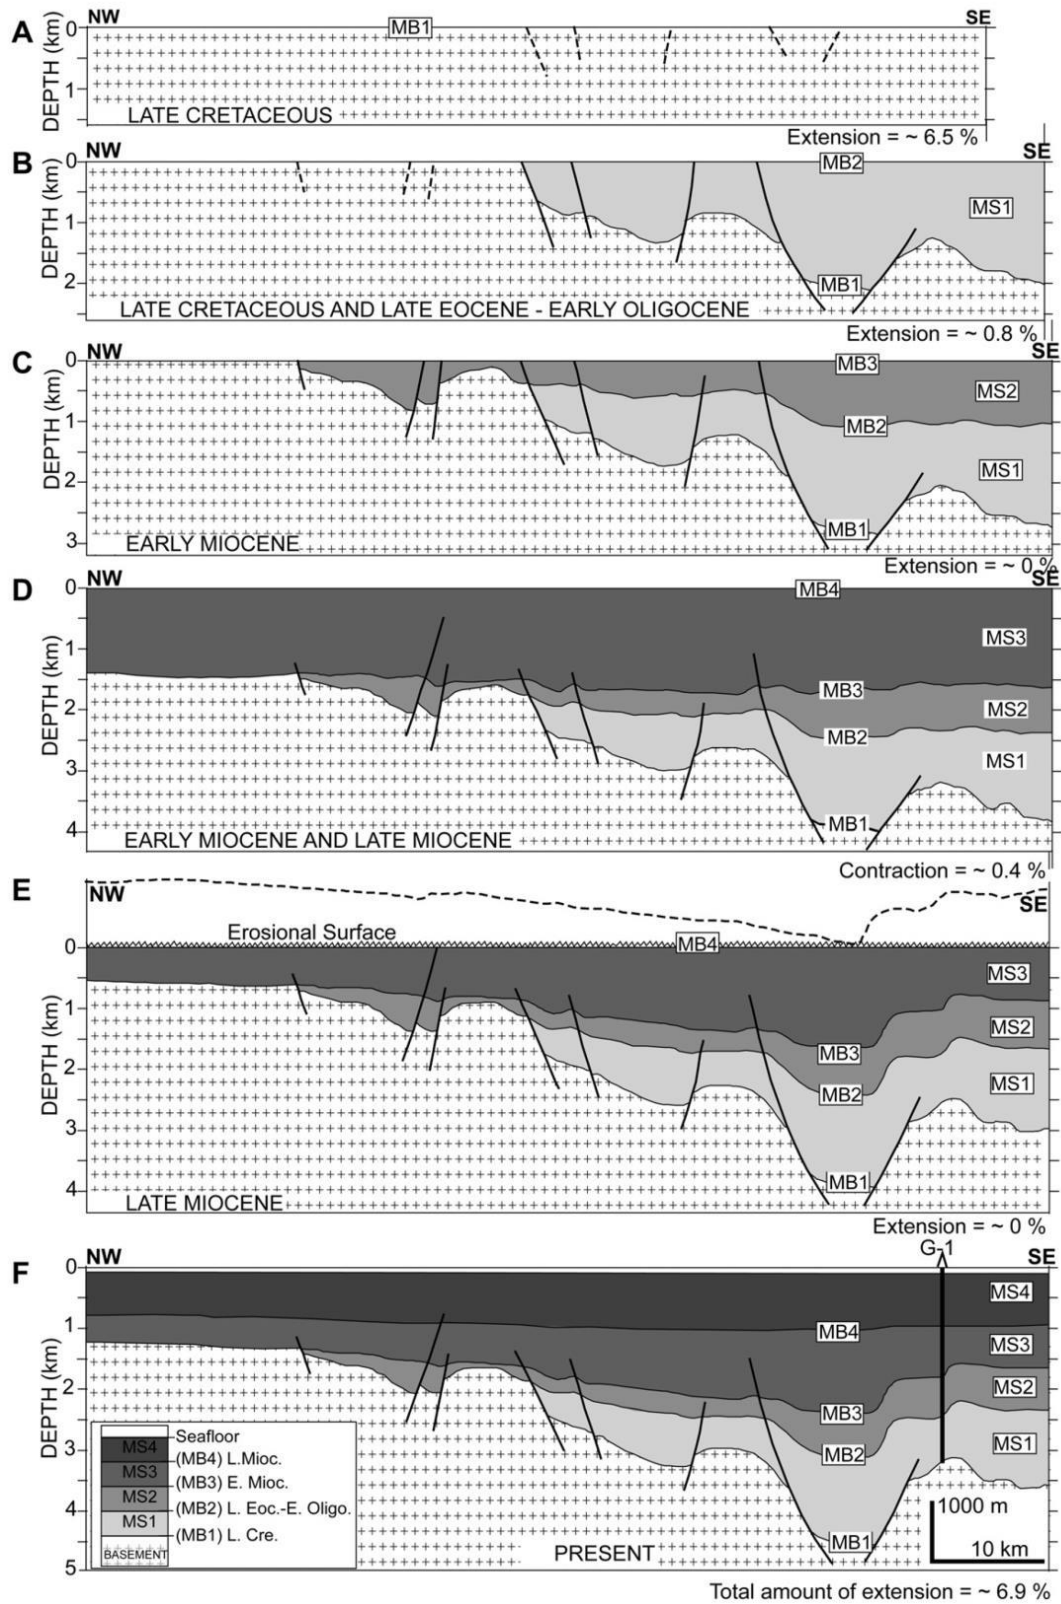 A
NW
MB1
SE
DEPTH (km)
0
1
LATE CRETACEOUS
Extension = ~ 6.5 %
B
NW
SE
DEPTH (km)
0
1
2
MB2
MS1
MB1
LATE CRETACEOUS AND LATE EOCENE - EARLY OLIGOCENE
Extension = ~ 0.8 %
C
NW
SE
DEPTH (km)
0
1
2
3
MB3
MS2
MB2
MS1
MB1
EARLY MIOCENE
Extension = ~ 0 %
D
NW
SE
DEPTH (km)
0
1
2
3
4
MB4
MS3
MB3
MS2
MB2
MS1
MB1
EARLY MIOCENE AND LATE MIOCENE
Contraction = ~ 0.4 %
E
NW
SE
Erosional Surface
DEPTH (km)
0
1
2
3
4
MB4
MS3
MB3
MS2
MB2
MS1
MB1
LATE MIOCENE
Extension = ~ 0 %
F
NW
G-1
SE
DEPTH (km)
0
1
2
3
4
5
MS4
MB4
MS3
MS2
MB3
MB2
MS1
MB1
Seafloor
MS4
(MB4) L.Mioc.
MS3
(MB3) E. Mioc.
MS2
(MB2) L. Eoc.-E. Oligo.
MS1
(MB1) L. Cre.
BASEMENT
PRESENT
1000 m
10 km
Total amount of extension = ~ 6.9 %